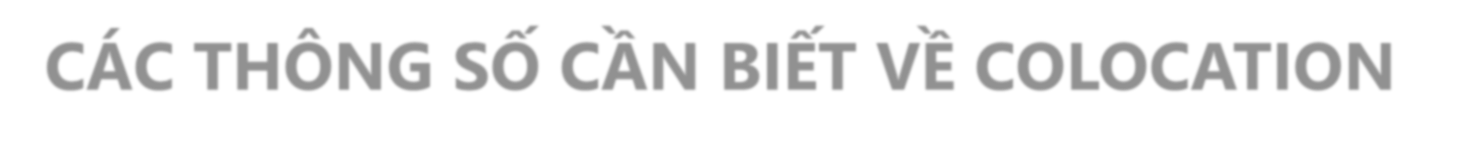 CÁC THÔNG SỐ CẦN BIẾT VỀ COLOCATION